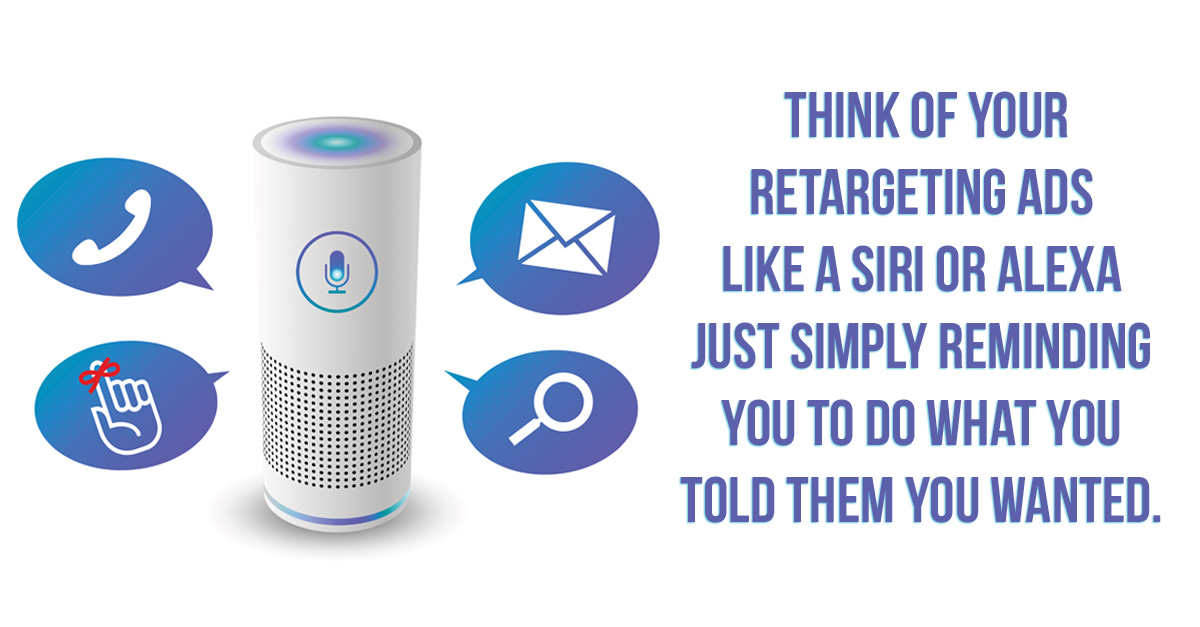 THINK OF YOUR
RETARGETING ADS
LIKE A SIRI OR ALEXA
JUST SIMPLY REMINDING
YOU TO DO WHAT YOU
TOLD THEM YOU WANTED.